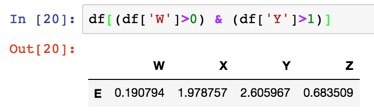 In [20]: df[(df['W']>0) & (df['Y']>1)]
Out[20]:
W X Y Z
E 0.190794 1.978757 2.605967 0.683509